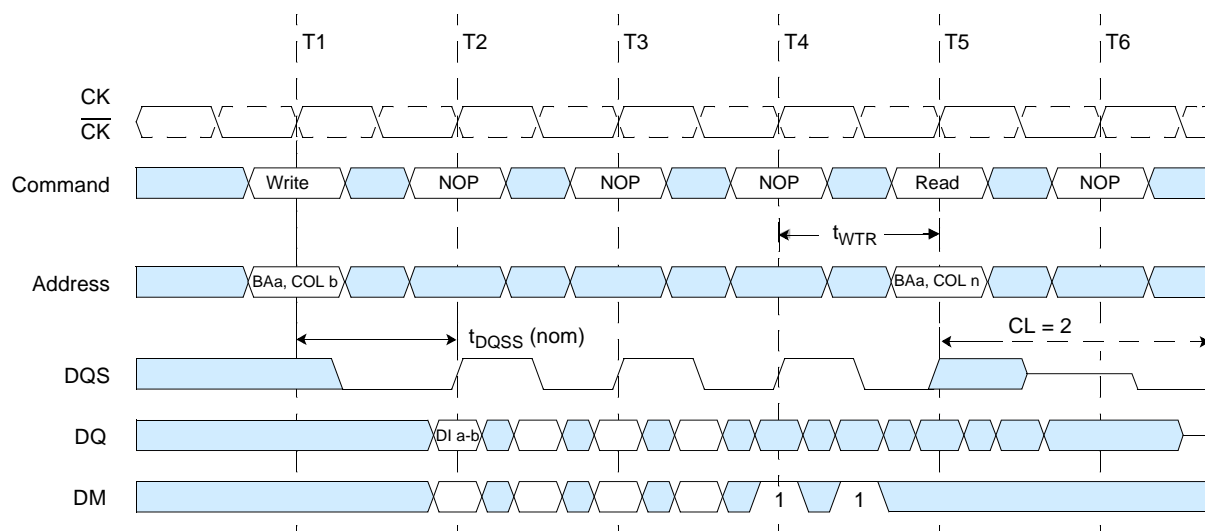 T1 T2 T3 T4 T5 T6
CK
CK
Command Write NOP NOP NOP Read NOP
tWTR
Address BAa, COL b BAa, COL n
tDQSS (nom) CL = 2
DQS
DQ DI a-b
DM 1 1